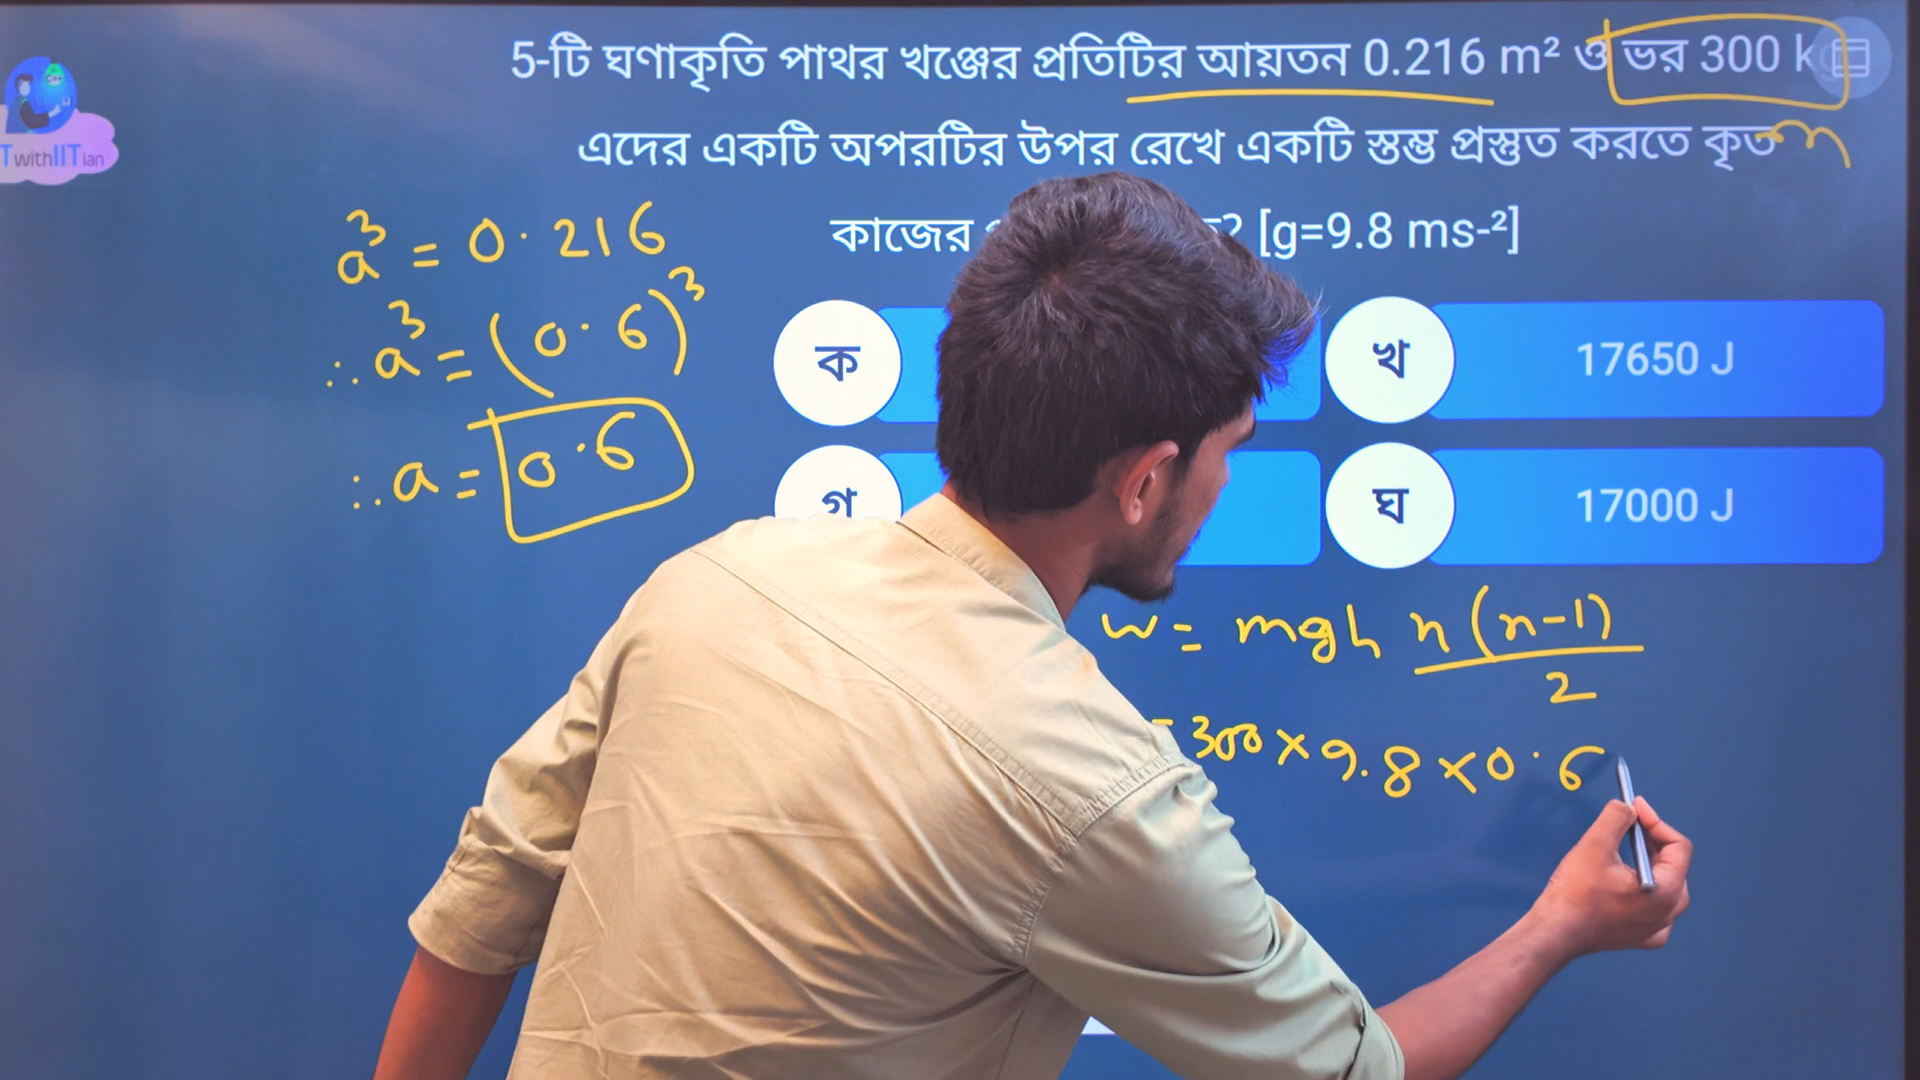 5-টি ঘণাকৃতি পাথর খঞ্জের প্রতিটির আয়তন 0.216 m² ও ভর 300 kg
এদের একটি অপরটির উপর রেখে একটি স্তম্ভ প্রস্তুত করতে কৃত
কাজের ? [g=9.8 ms-²]
TwithIITian
a³ = 0.216
∴ a³ = (0.6)³
∴ a = 0.6
ক
খ 17650 J
গ
ঘ 17000 J
W = mgh n(n-1)/2
= 300 × 9.8 × 0.6